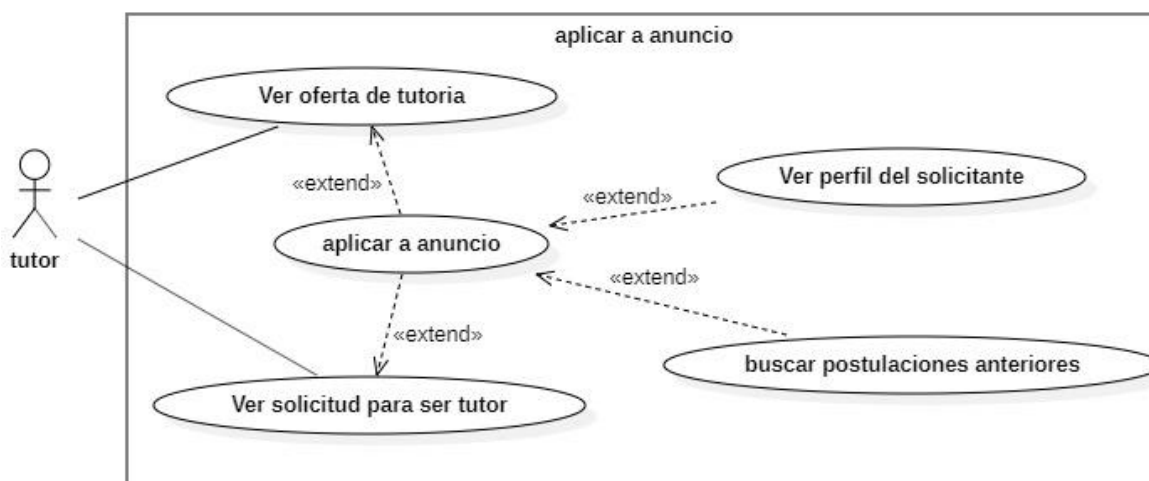 aplicar a anuncio
Ver oferta de tutoria
«extend»
Ver perfil del solicitante
«extend»
aplicar a anuncio
tutor
«extend»
«extend»
buscar postulaciones anteriores
Ver solicitud para ser tutor